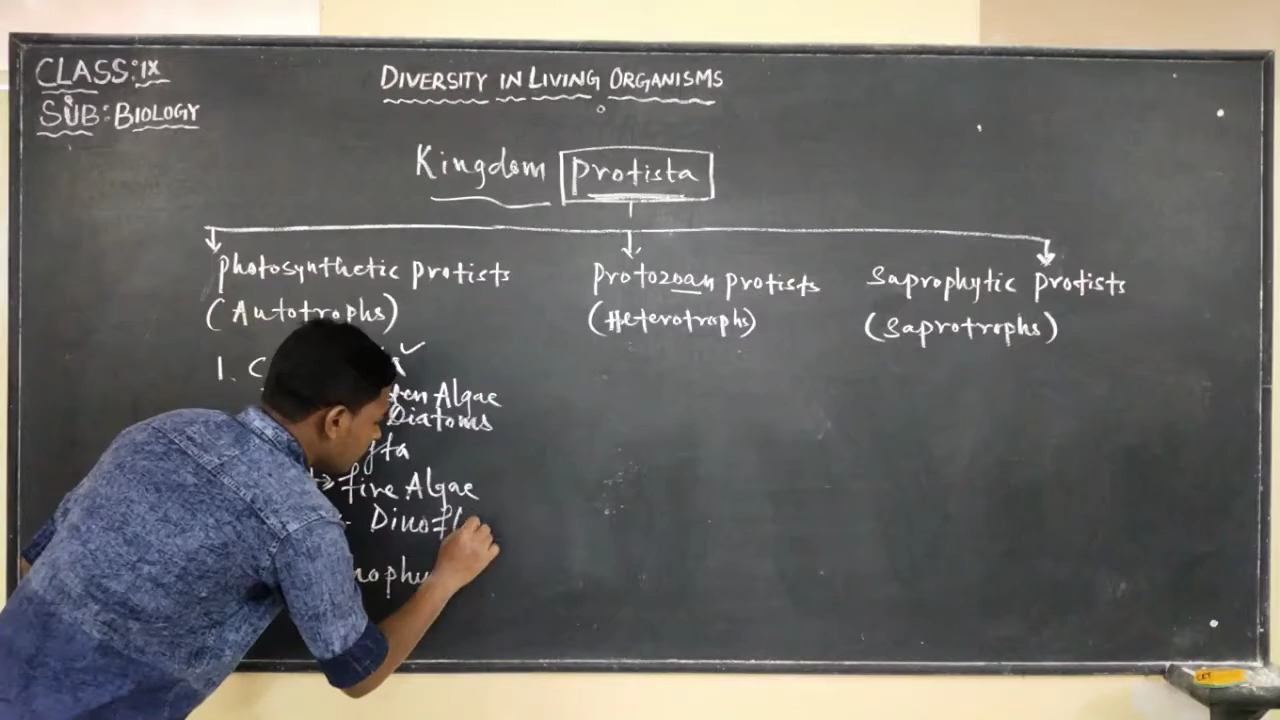 CLASS: IX
SUB: BIOLOGY
DIVERSITY IN LIVING ORGANISMS
Kingdom Protista
Photosynthetic Protists
(Autotrophs)
1. C
Algae
Diatoms
Fire Algae
Protozoan Protists
(Heterotrophs)
Saprophytic Protists
(Saprotrophs)